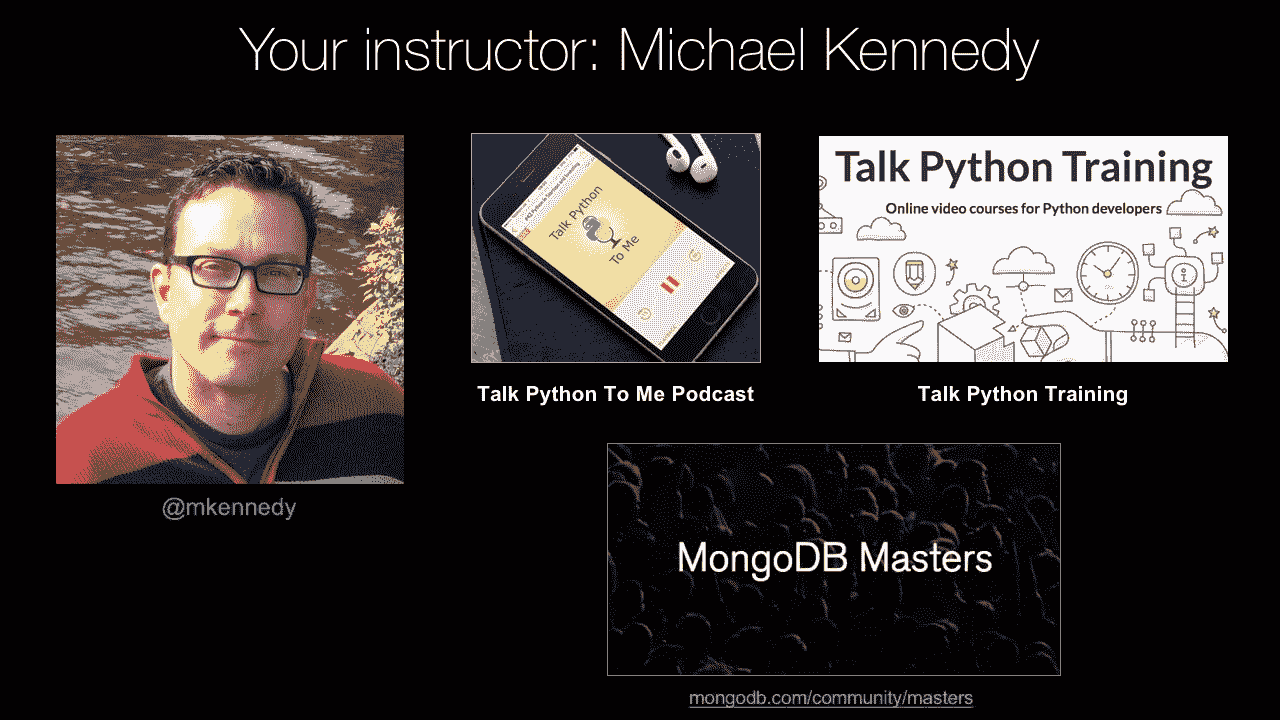 Your instructor: Michael Kennedy
Talk Python
To Me
Talk Python Training
Online video courses for Python developers
Talk Python To Me Podcast
Talk Python Training
@mkennedy
MongoDB Masters
mongodb.com/community/masters